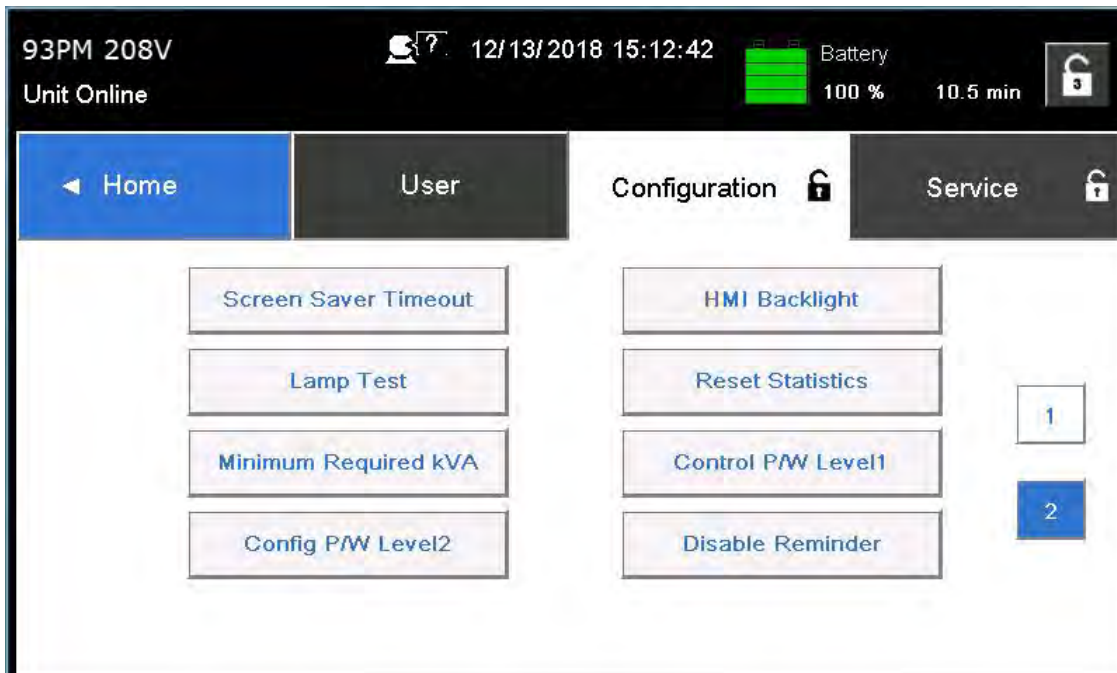 93PM 208V
? 12/13/2018 15:12:42
Battery
Unit Online
100 % 10.5 min
3
◄ Home
User
Configuration
Service
Screen Saver Timeout
HMI Backlight
Lamp Test
Reset Statistics
1
Minimum Required kVA
Control P/W Level1
2
Config P/W Level2
Disable Reminder